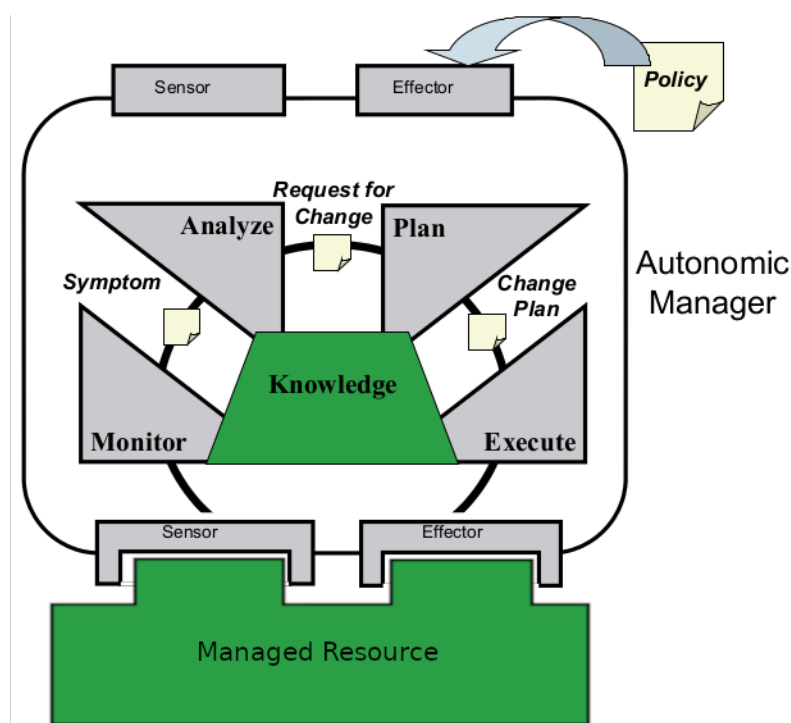 Sensor
Effector
Policy
Request for
Change
Analyze
Plan
Autonomic
Manager
Symptom
Change
Plan
Knowledge
Monitor
Execute
Sensor
Effector
Managed Resource